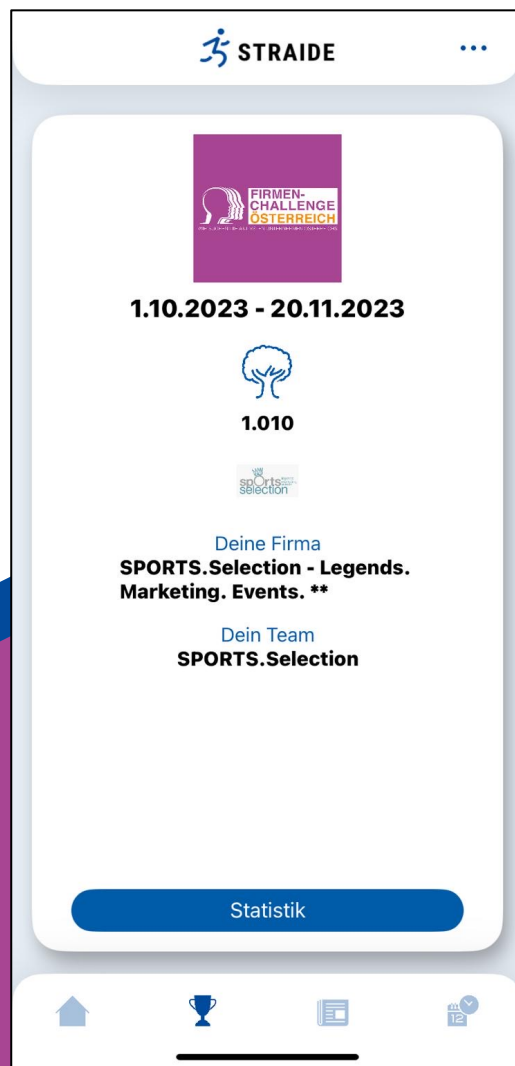 STRAIDE
FIRMEN-
CHALLENGE
ÖSTERREICH
1.10.2023 - 20.11.2023
1.010
spOrts
selection
Deine Firma
SPORTS.Selection - Legends.
Marketing. Events. **
Dein Team
SPORTS.Selection
Statistik
12